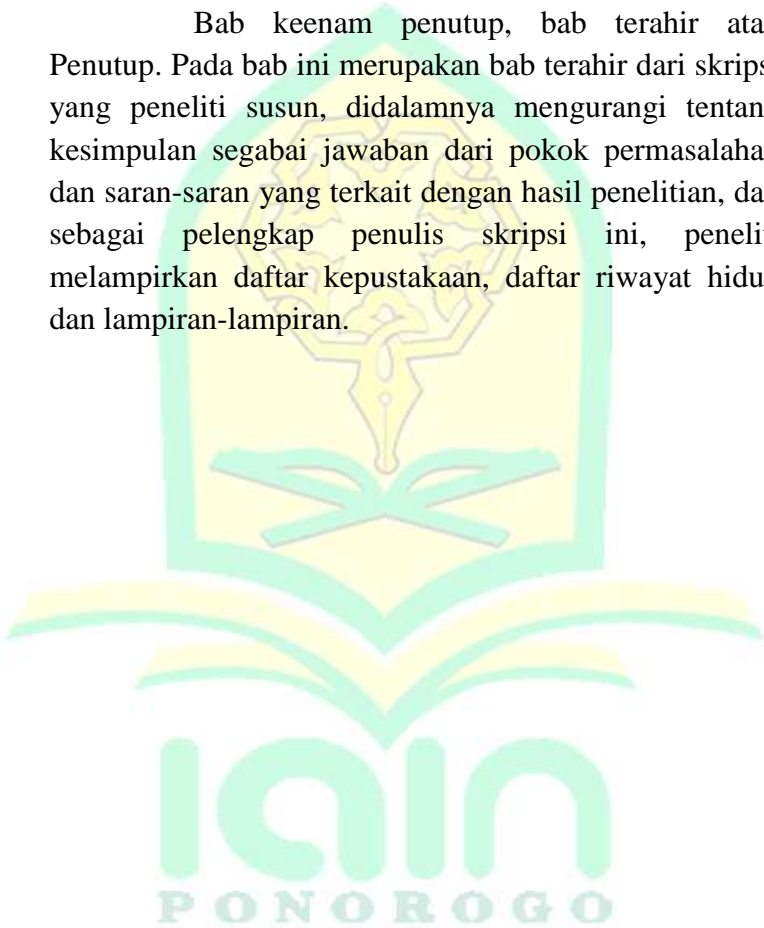 Bab keenam penutup, bab terahir ata
Penutup. Pada bab ini merupakan bab terahir dari skrips
yang peneliti susun, didalamnya mengurangi tentan
kesimpulan segabai jawaban dari pokok permasalaha
dan saran-saran yang terkait dengan hasil penelitian, da
sebagai pelengkap penulis skripsi ini, penelit
melampirkan daftar kepustakaan, daftar riwayat hidu
dan lampiran-lampiran.
iain
PONOROGO